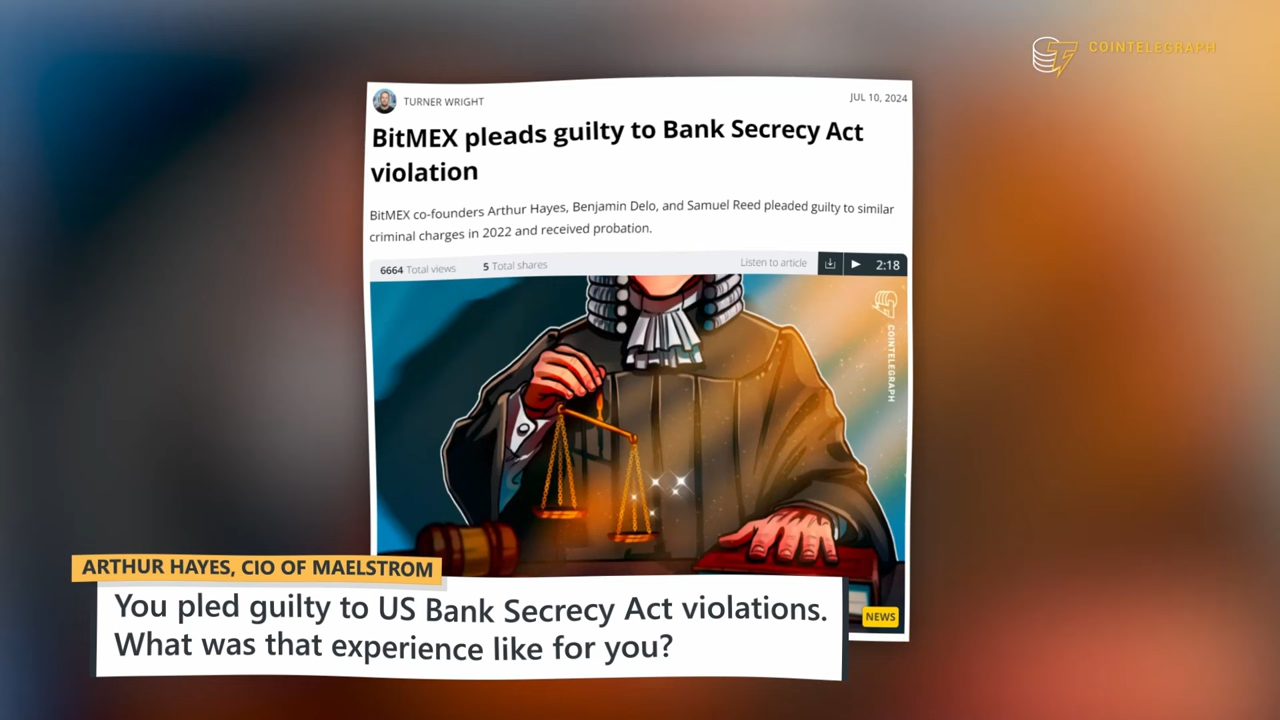 COINTELEGRAPH
TURNER WRIGHT
JUL 10, 2024
BitMEX pleads guilty to Bank Secrecy Act
violation
BitMEX co-founders Arthur Hayes, Benjamin Delo, and Samuel Reed pleaded guilty to similar
criminal charges in 2022 and received probation.
6664 Total views
5 Total shares
Listen to article
2:18
COINTELEGRAPH
NEWS
ARTHUR HAYES, CIO OF MAELSTROM
You pled guilty to US Bank Secrecy Act violations.
What was that experience like for you?